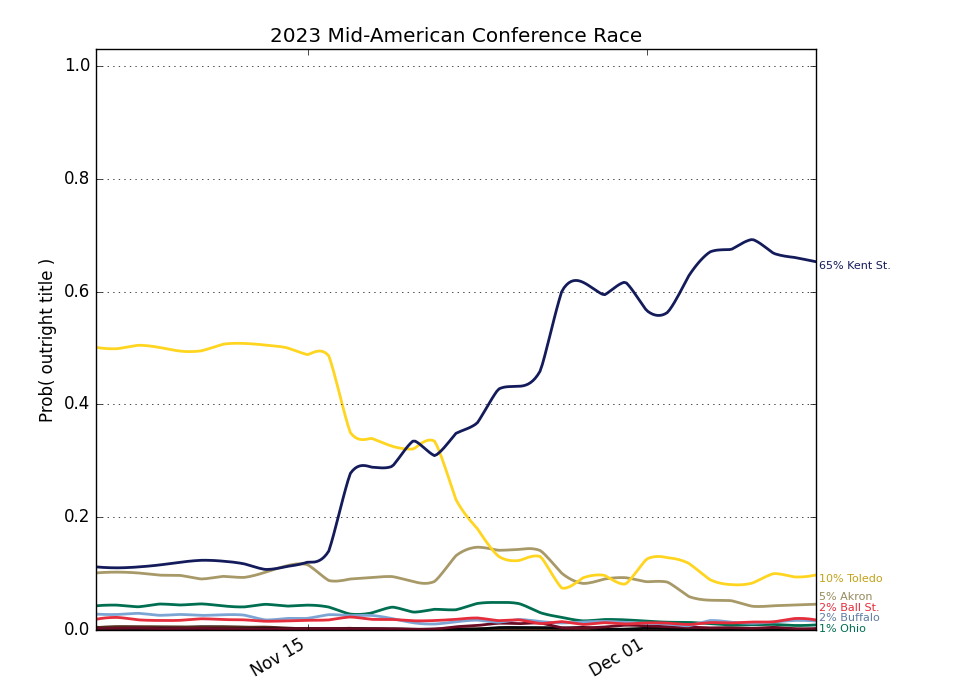 2023 Mid-American Conference Race
1.0
0.8
0.6
0.4
0.2
0.0
Prob( outright title )
Nov 15
Dec 01
65% Kent St.
10% Toledo
5% Akron
2% Ball St.
2% Buffalo
1% Ohio